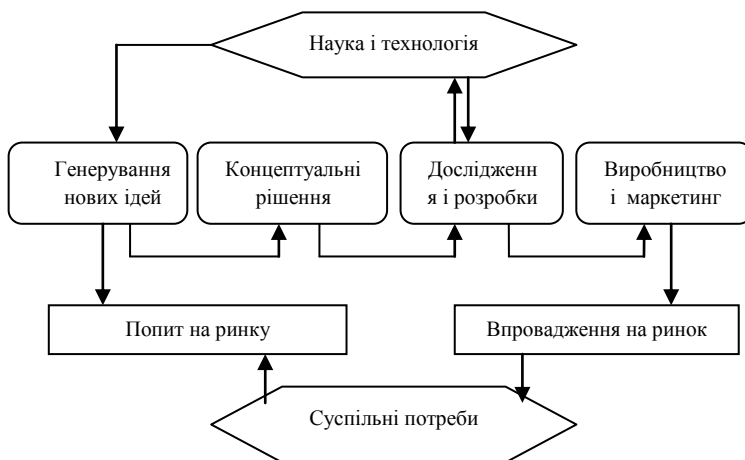 Наука і технологія
Генерування
нових ідей
Концептуальні
рішення
Дослідженн
я і розробки
Виробництво
і маркетинг
Попит на ринку
Впровадження на ринок
Суспільні потреби